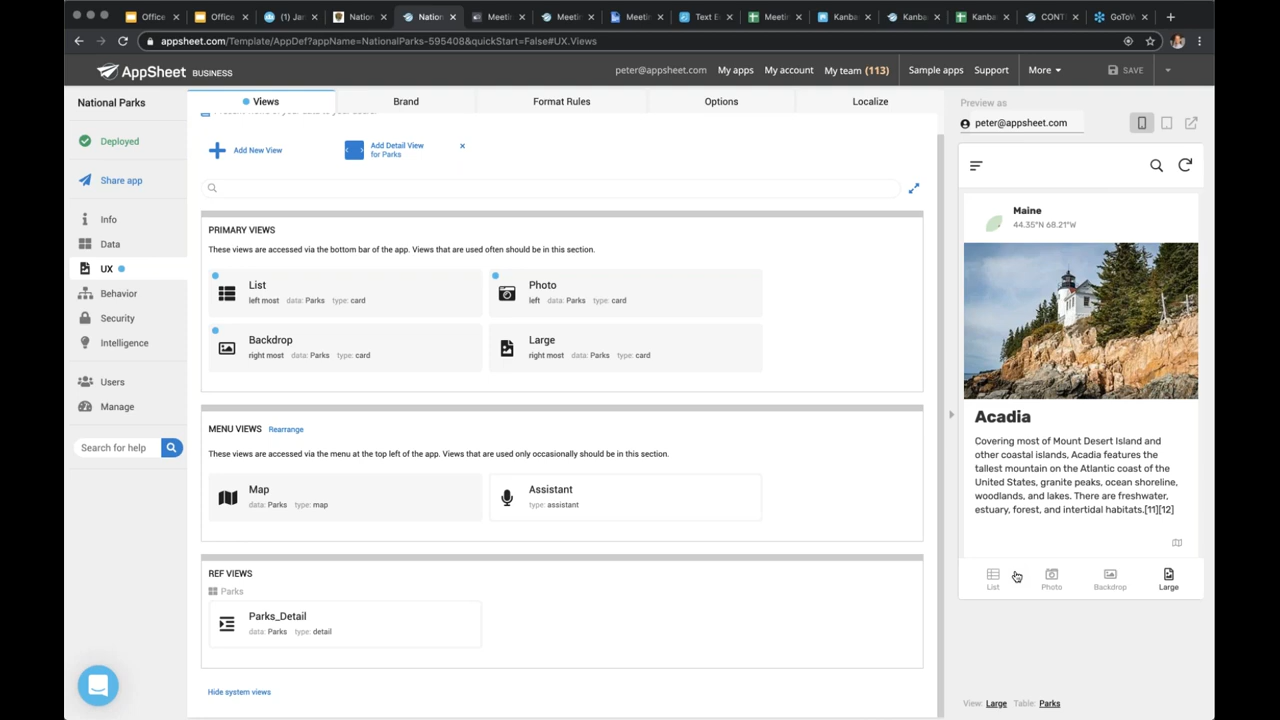 Office
Office
(1) Jar
Nation
Nation
Meetin
Meetin
Meetin
Text E
Meetin
Kanba
Kanba
Kanba
CONT
GoToW
appsheet.com/Template/AppDef?appName=NationalParks-595408&quickStart=False#UX.Views
AppSheet BUSINESS
peter@appsheet.com My apps My account My team (113) Sample apps Support More SAVE
National Parks
Deployed
Share app
Info
Data
UX
Behavior
Security
Intelligence
Users
Manage
Search for help
Views Brand Format Rules Options Localize
Add New View
Add Detail View
for Parks
PRIMARY VIEWS
These views are accessed via the bottom bar of the app. Views that are used often should be in this section.
List
left most data: Parks type: card
Photo
left data: Parks type: card
Backdrop
right most data: Parks type: card
Large
right most data: Parks type: card
MENU VIEWS Rearrange
These views are accessed via the menu at the top left of the app. Views that are used only occasionally should be in this section.
Map
data: Parks type: map
Assistant
type: assistant
REF VIEWS
Parks
Parks_Detail
data: Parks type: detail
Hide system views
Preview as
peter@appsheet.com
Maine
44.35°N 68.21°W
Acadia
Covering most of Mount Desert Island and
other coastal islands, Acadia features the
tallest mountain on the Atlantic coast of the
United States, granite peaks, ocean shoreline,
woodlands, and lakes. There are freshwater,
estuary, forest, and intertidal habitats.[11][12]
List Photo Backdrop Large
View: Large Table: Parks